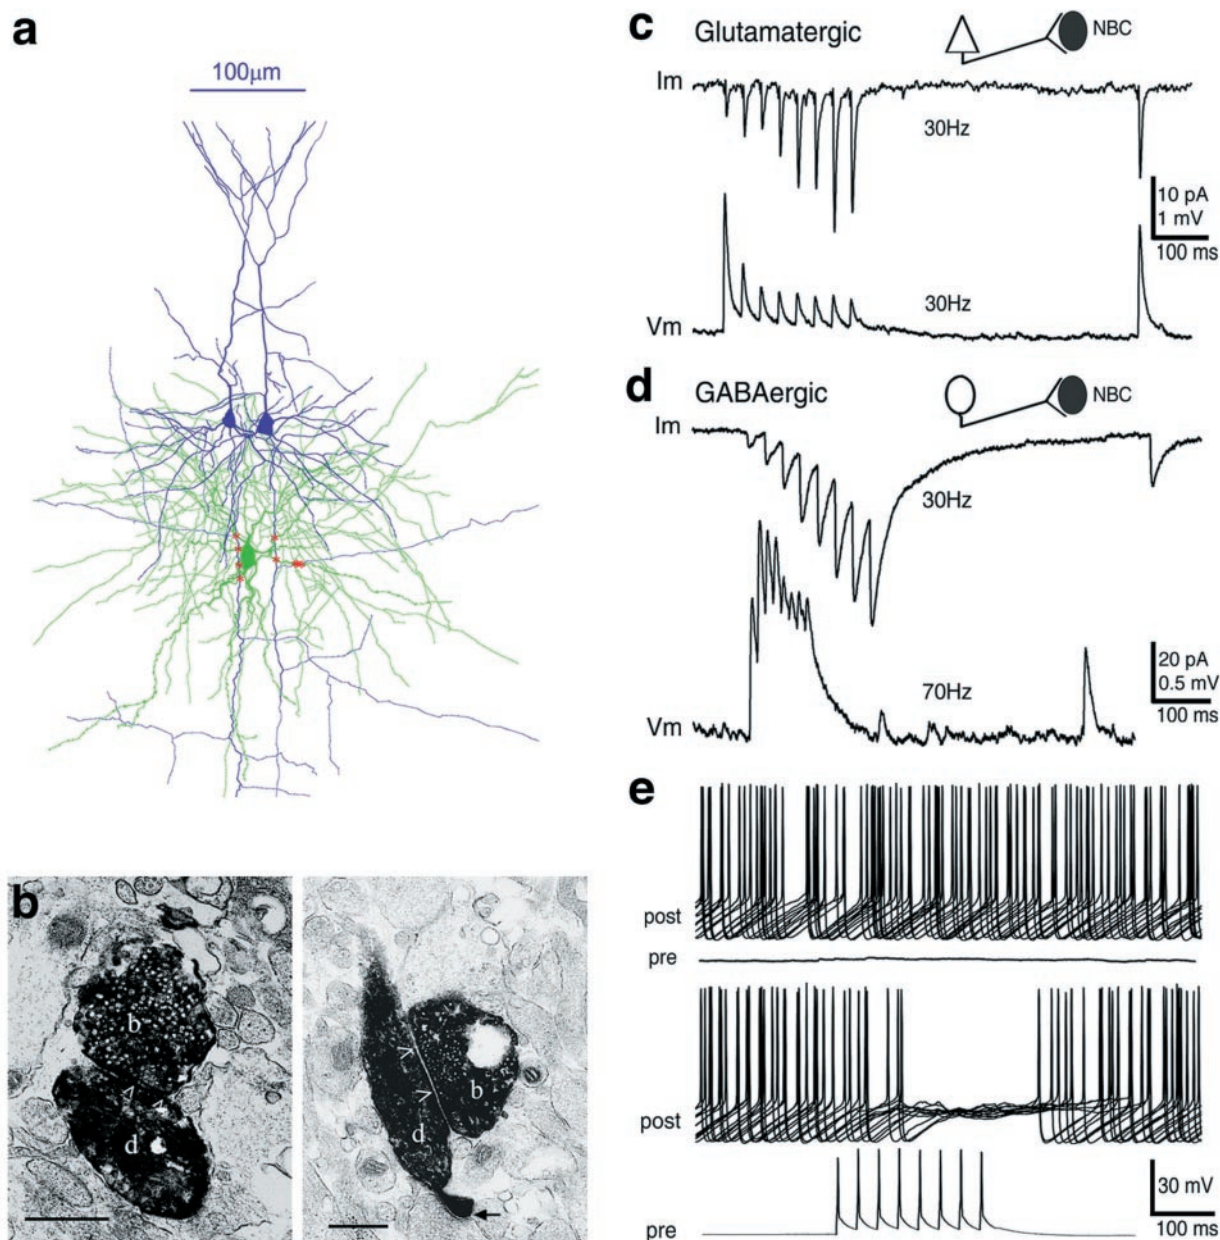 a
100μm
b
b
d
d
b
c Glutamatergic NBC
Im
30Hz
10 pA
1 mV
100 ms
30Hz
Vm
d GABAergic NBC
Im
30Hz
20 pA
0.5 mV
100 ms
70Hz
Vm
e
post
pre
post
30 mV
100 ms
pre